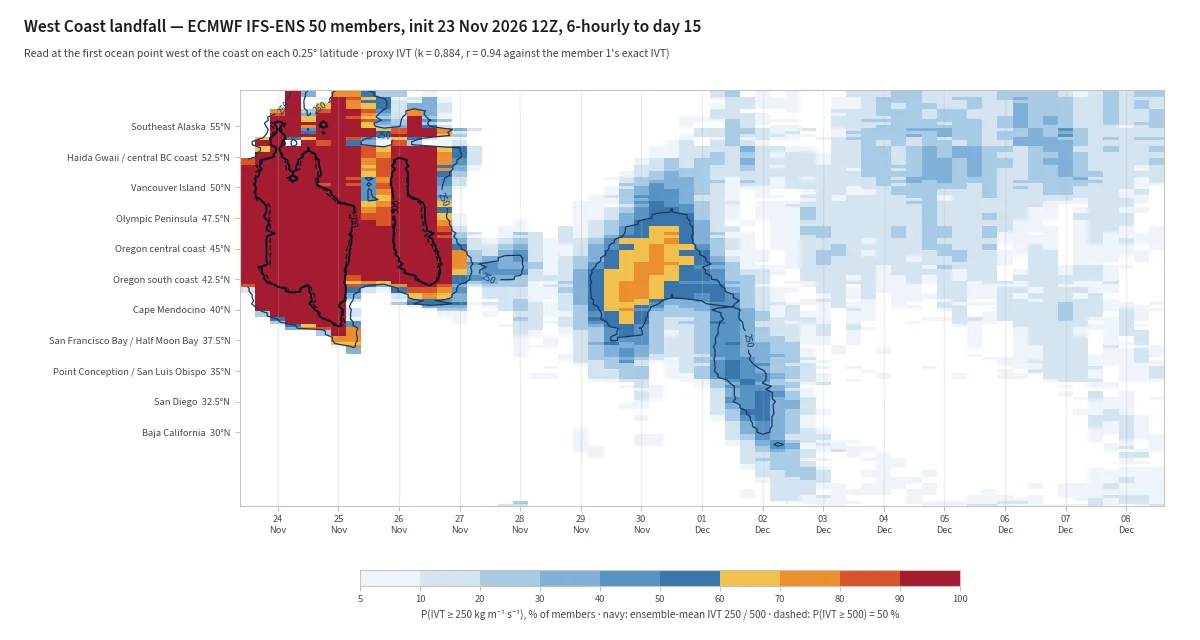 West Coast landfall — ECMWF IFS-ENS 50 members, init 23 Nov 2026 12Z, 6-hourly to day 15
Read at the first ocean point west of the coast on each 0.25° latitude · proxy IVT (k = 0.884, r = 0.94 against the member 1's exact IVT)
Southeast Alaska 55°N
Haida Gwaii / central BC coast 52.5°N
Vancouver Island 50°N
Olympic Peninsula 47.5°N
Oregon central coast 45°N
Oregon south coast 42.5°N
Cape Mendocino 40°N
San Francisco Bay / Half Moon Bay 37.5°N
Point Conception / San Luis Obispo 35°N
San Diego 32.5°N
Baja California 30°N
250
250
250
500
500
250
250
24 25 26 27 28 29 30 01 02 03 04 05 06 07 08
Nov Nov Nov Nov Nov Nov Nov Dec Dec Dec Dec Dec Dec Dec Dec
5 10 20 30 40 50 60 70 80 90 100
P(IVT ≥ 250 kg m⁻¹ s⁻¹), % of members · navy: ensemble-mean IVT 250 / 500 · dashed: P(IVT ≥ 500) = 50 %